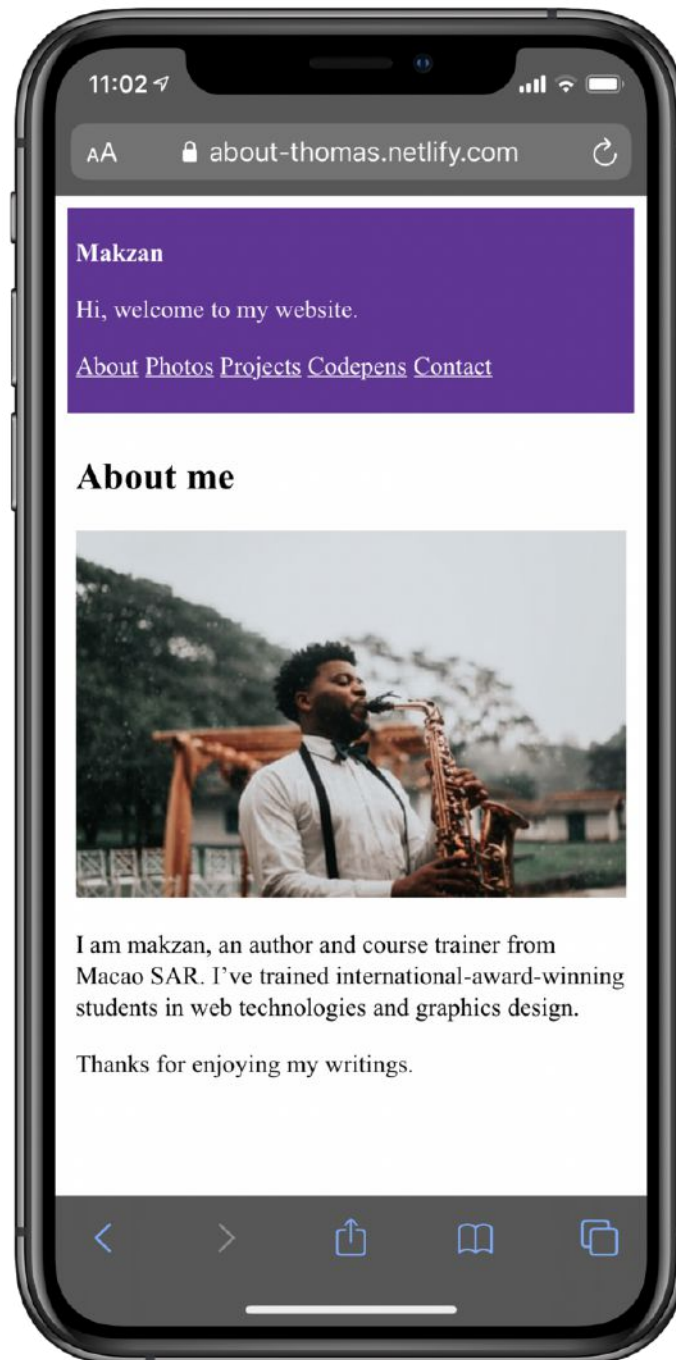 11:02
AA about-thomas.netlify.com
Makzan
Hi, welcome to my website.
About Photos Projects Codepens Contact
About me
I am makzan, an author and course trainer from
Macao SAR. I’ve trained international-award-winning
students in web technologies and graphics design.
Thanks for enjoying my writings.